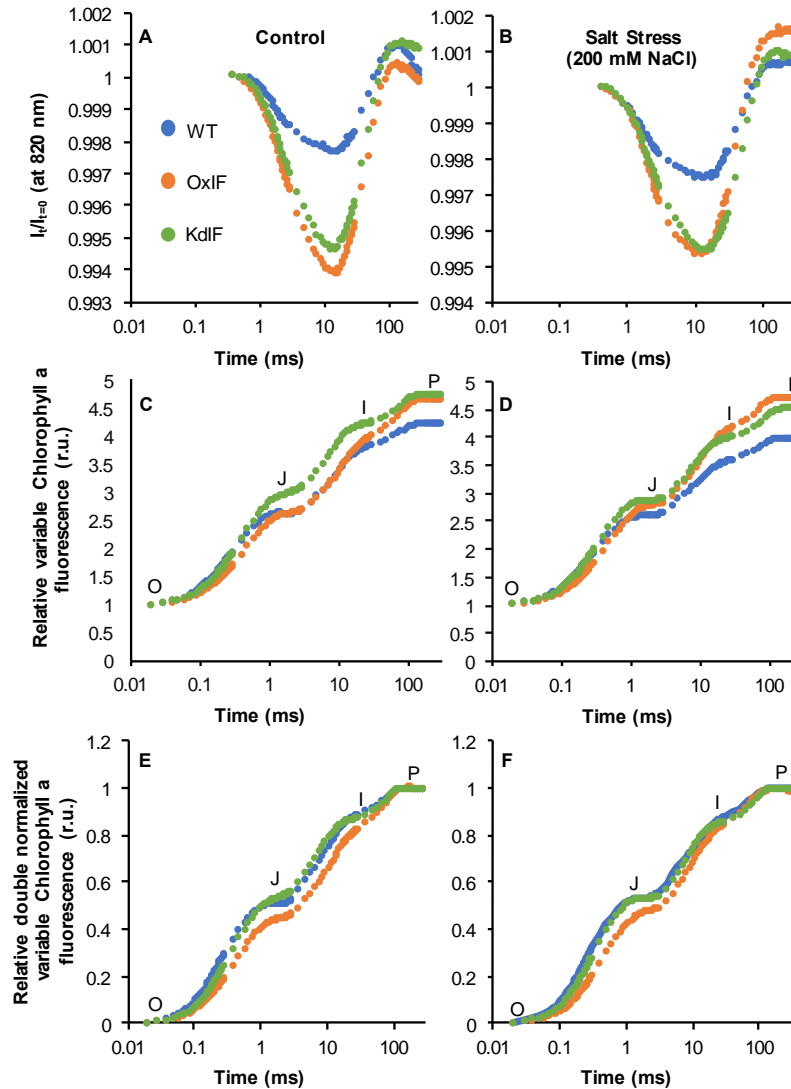 A
Control
1.001
1
0.999
0.998
0.997
0.996
0.995
0.994
0.993
It/It=0 (at 820 nm)
WT
OxIF
KdIF
0.01
0.1
1
10
100
Time (ms)
B
Salt Stress
(200 mM NaCl)
1.002
1.001
1
0.999
0.998
0.997
0.996
0.995
0.994
0.01
0.1
1
10
100
Time (ms)
C
5
4.5
4
3.5
3
2.5
2
1.5
1
0.5
0
Relative variable Chlorophyll a
fluorescence (r.u.)
O
J
I
P
0.01
0.1
1
10
100
Time (ms)
D
5
4.5
4
3.5
3
2.5
2
1.5
1
0.5
0
O
J
I
0.01
0.1
1
10
100
Time (ms)
E
1.2
1
0.8
0.6
0.4
0.2
0
Relative double normalized
variable Chlorophyll a
fluorescence (r.u.)
O
J
I
P
0.01
0.1
1
10
100
Time (ms)
F
1.2
1
0.8
0.6
0.4
0.2
0
O
J
I
P
0.01
0.1
1
10
100
Time (ms)